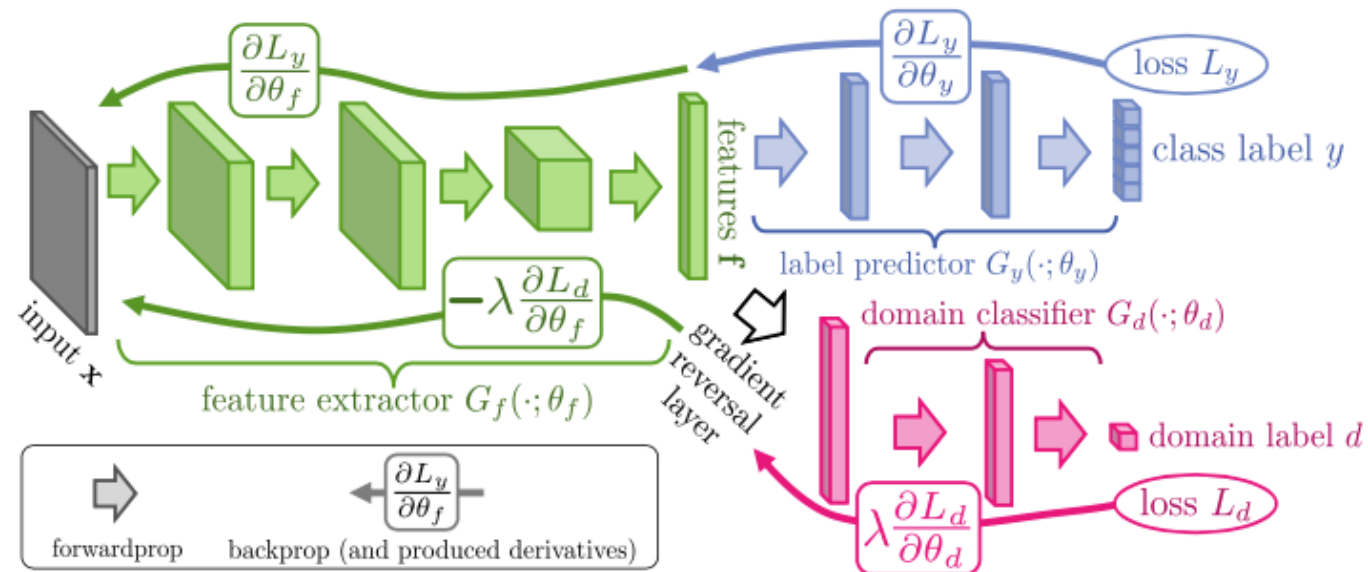 ∂L_y/∂θ_f
∂L_y/∂θ_y
loss L_y
input x
features f
class label y
label predictor G_y(·; θ_y)
−λ ∂L_d/∂θ_f
feature extractor G_f(·; θ_f)
gradient
reversal
layer
domain classifier G_d(·; θ_d)
domain label d
λ ∂L_d/∂θ_d
loss L_d
forwardprop
∂L_y/∂θ_f
backprop (and produced derivatives)